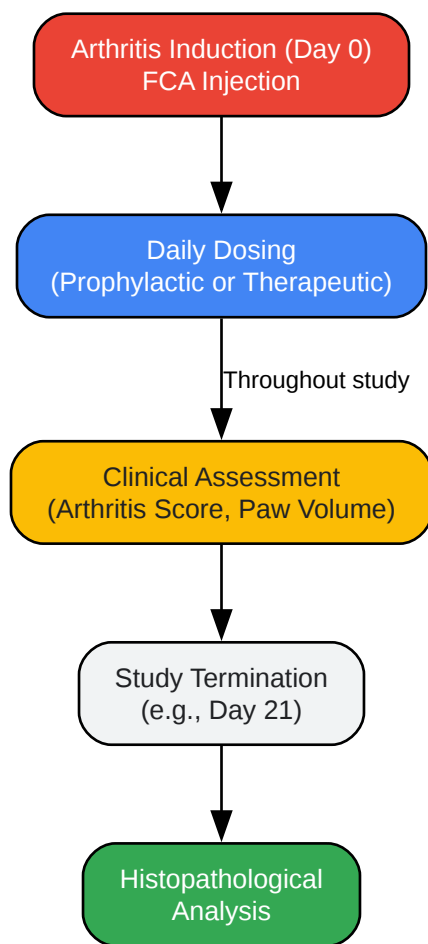 Arthritis Induction (Day 0)
FCA Injection
Daily Dosing
(Prophylactic or Therapeutic)
Throughout study
Clinical Assessment
(Arthritis Score, Paw Volume)
Study Termination
(e.g., Day 21)
Histopathological
Analysis